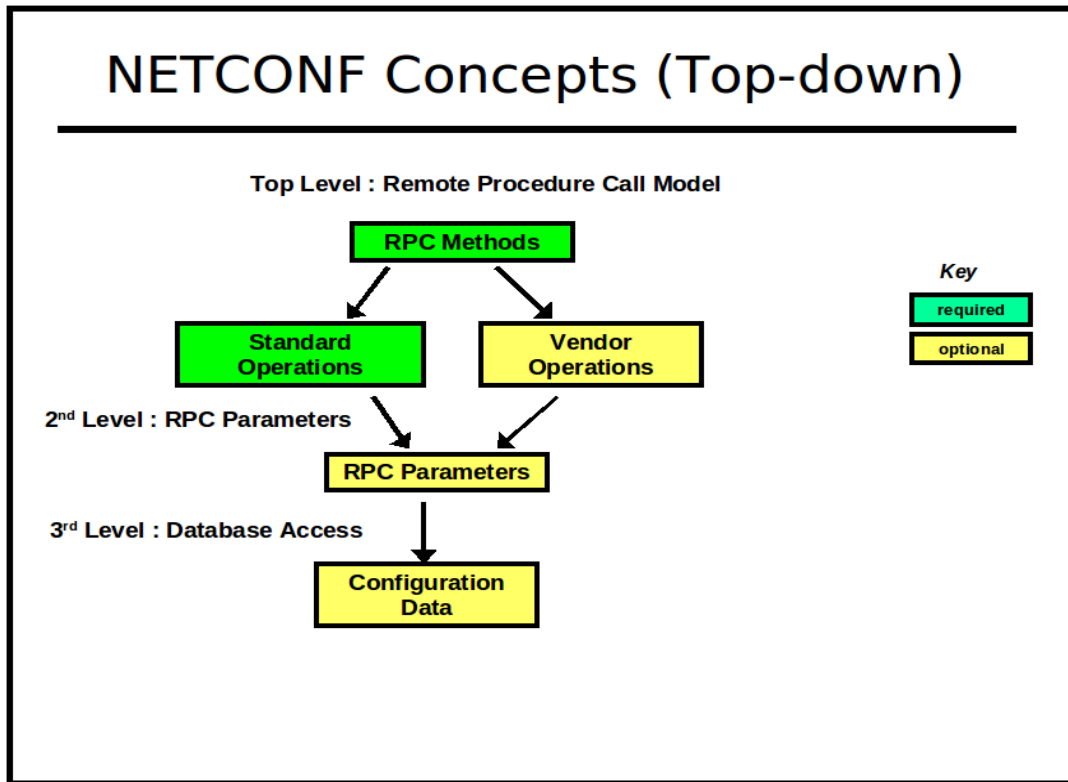 NETCONF Concepts (Top-down)
Top Level : Remote Procedure Call Model
RPC Methods
Key
required
optional
Standard
Operations
Vendor
Operations
2nd Level : RPC Parameters
RPC Parameters
3rd Level : Database Access
Configuration
Data